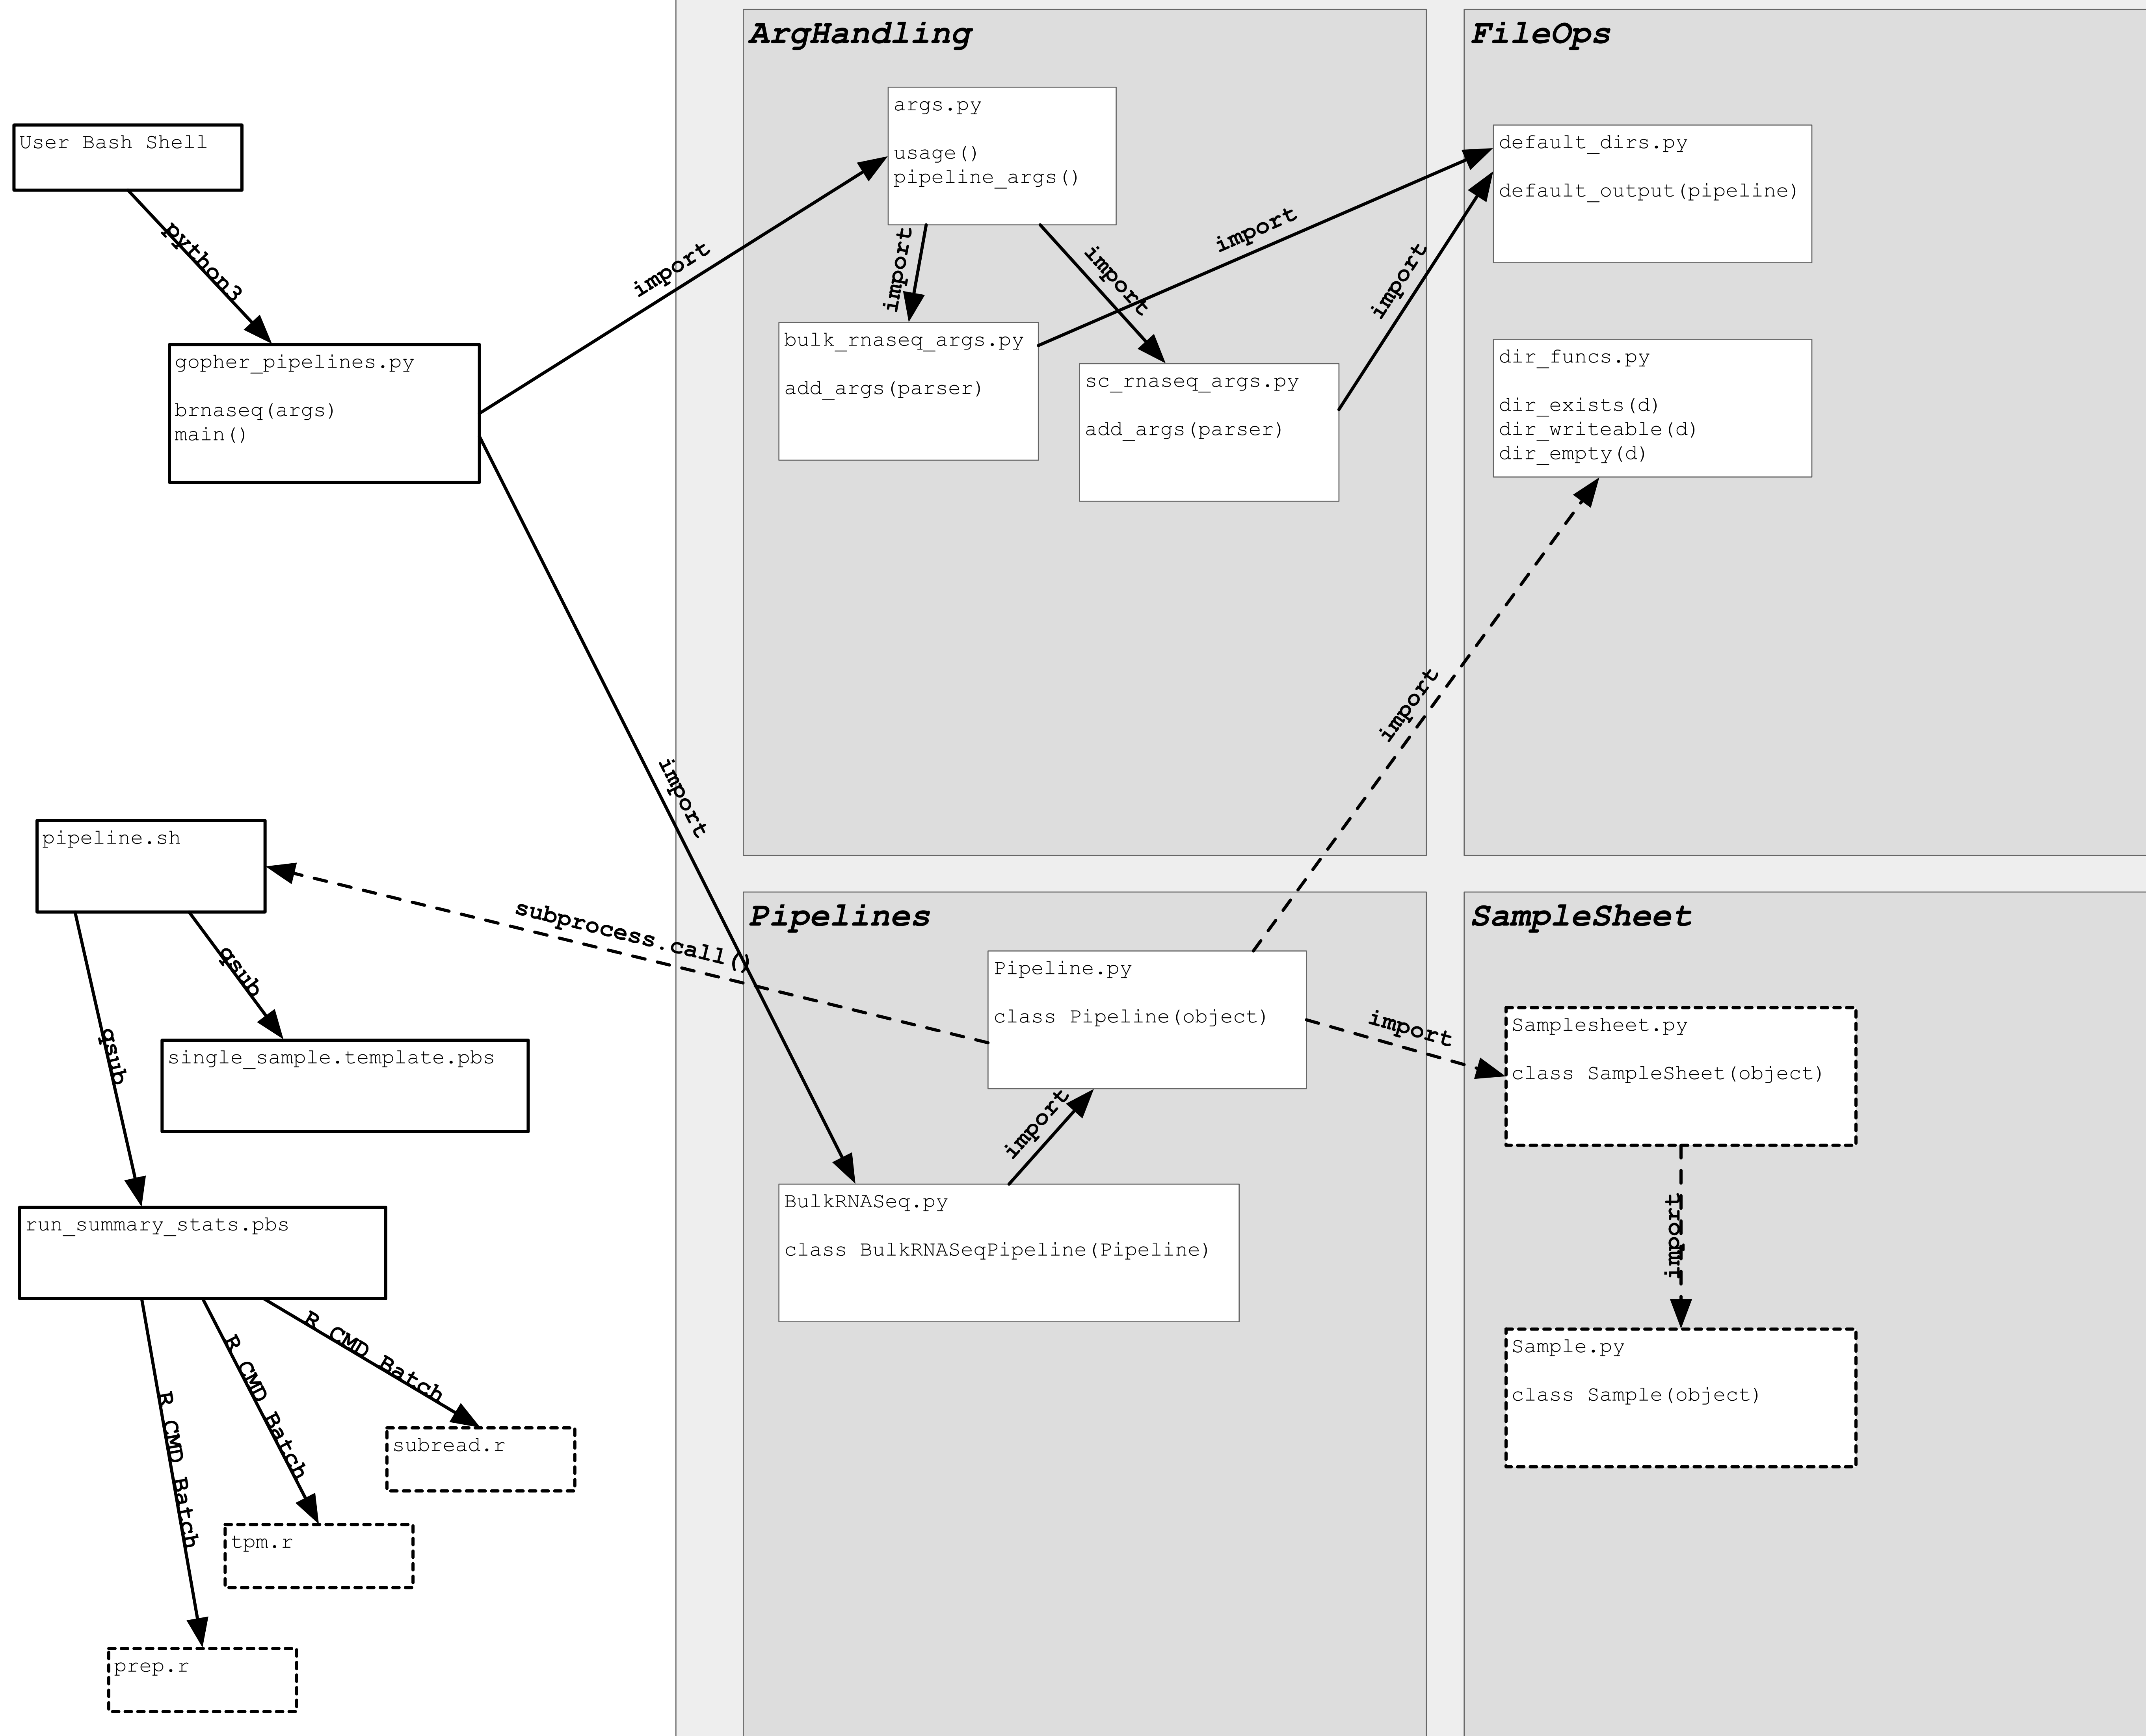 ArgHandling
FileOps
args.py
usage()
pipeline_args()
User Bash Shell
default_dirs.py
default_output(pipeline)
python3
import
import
import
import
import
bulk_rnaseq_args.py
add_args(parser)
sc_rnaseq_args.py
add_args(parser)
gopher_pipelines.py
brnaseq(args)
main()
dir_funcs.py
dir_exists(d)
dir_writeable(d)
dir_empty(d)
import
import
pipeline.sh
subprocess.call()
Pipelines
SampleSheet
Pipeline.py
class Pipeline(object)
import
Samplesheet.py
class SampleSheet(object)
qsub
qsub
single_sample.template.pbs
import
BulkRNASeq.py
class BulkRNASeqPipeline(Pipeline)
import
run_summary_stats.pbs
Sample.py
class Sample(object)
R CMD Batch
R CMD Batch
R CMD Batch
subread.r
tpm.r
prep.r